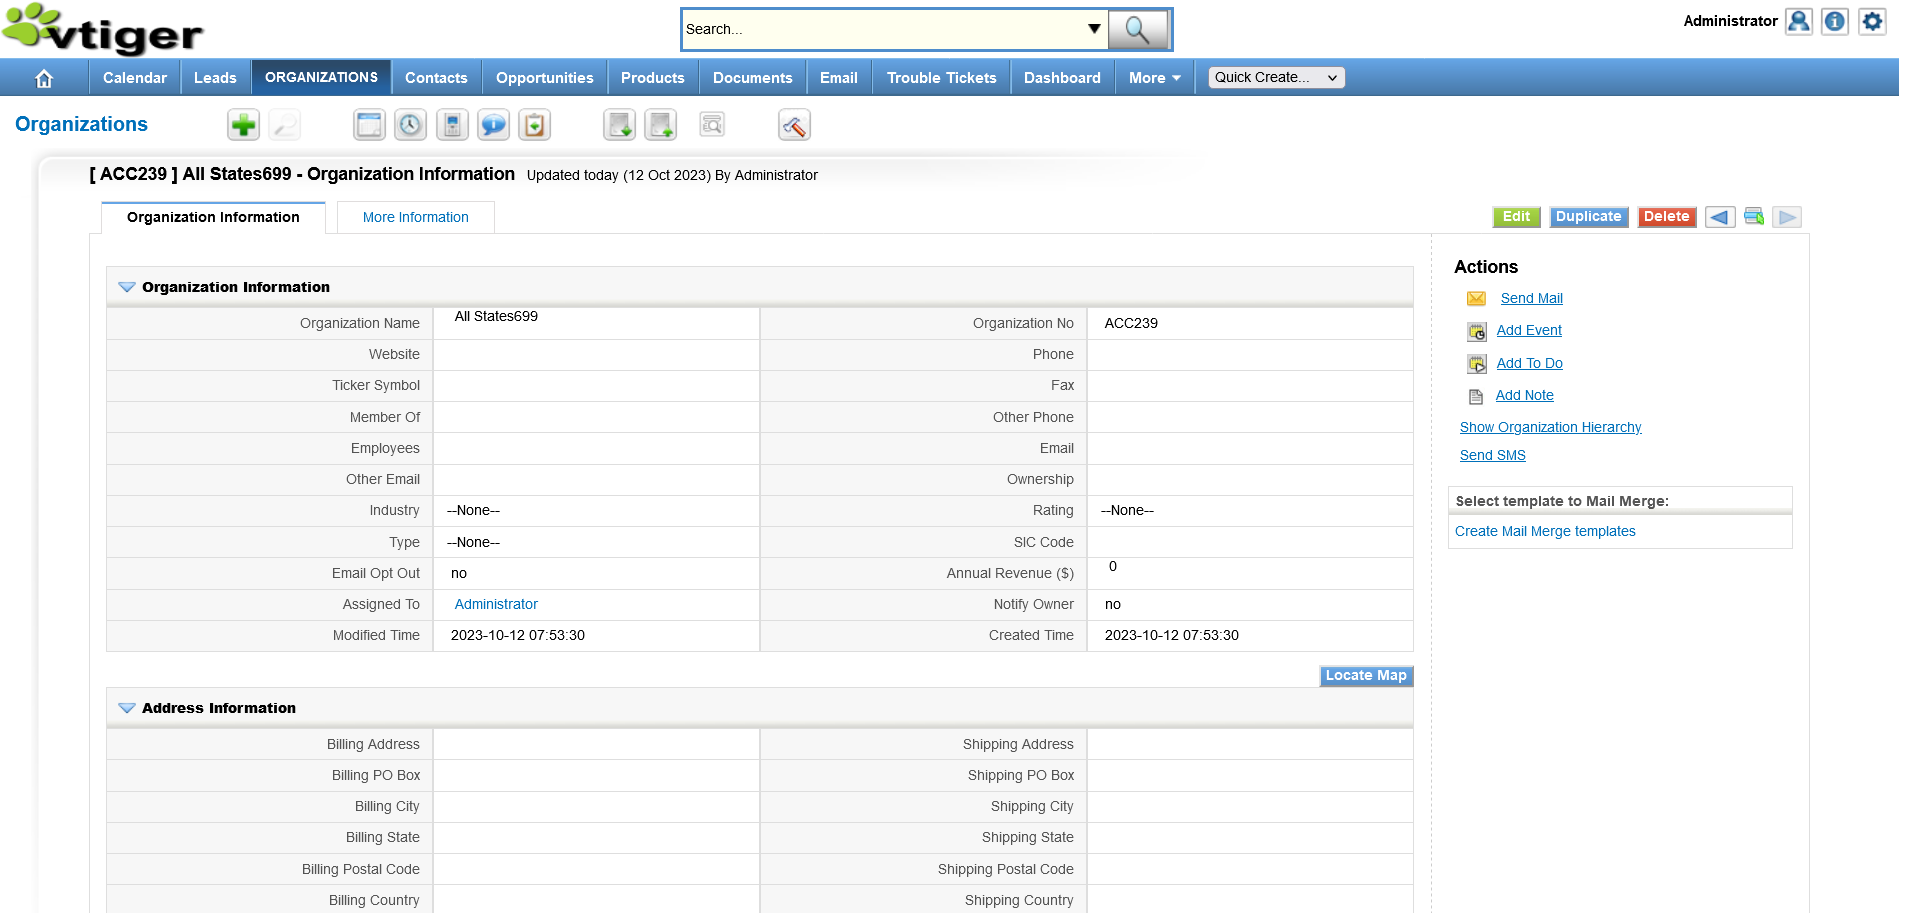 vtiger
Search...
Administrator
Calendar Leads ORGANIZATIONS Contacts Opportunities Products Documents Email Trouble Tickets Dashboard More Quick Create...
Organizations
[ ACC239 ] All States699 - Organization Information Updated today (12 Oct 2023) By Administrator
Organization Information More Information
Edit Duplicate Delete
Organization Information
Organization Name All States699 Organization No ACC239
Website Phone
Ticker Symbol Fax
Member Of Other Phone
Employees Email
Other Email Ownership
Industry --None-- Rating --None--
Type --None-- SIC Code
Email Opt Out no Annual Revenue ($) 0
Assigned To Administrator Notify Owner no
Modified Time 2023-10-12 07:53:30 Created Time 2023-10-12 07:53:30
Locate Map
Address Information
Billing Address Shipping Address
Billing PO Box Shipping PO Box
Billing City Shipping City
Billing State Shipping State
Billing Postal Code Shipping Postal Code
Billing Country Shipping Country
Actions
Send Mail
Add Event
Add To Do
Add Note
Show Organization Hierarchy
Send SMS
Select template to Mail Merge:
Create Mail Merge templates